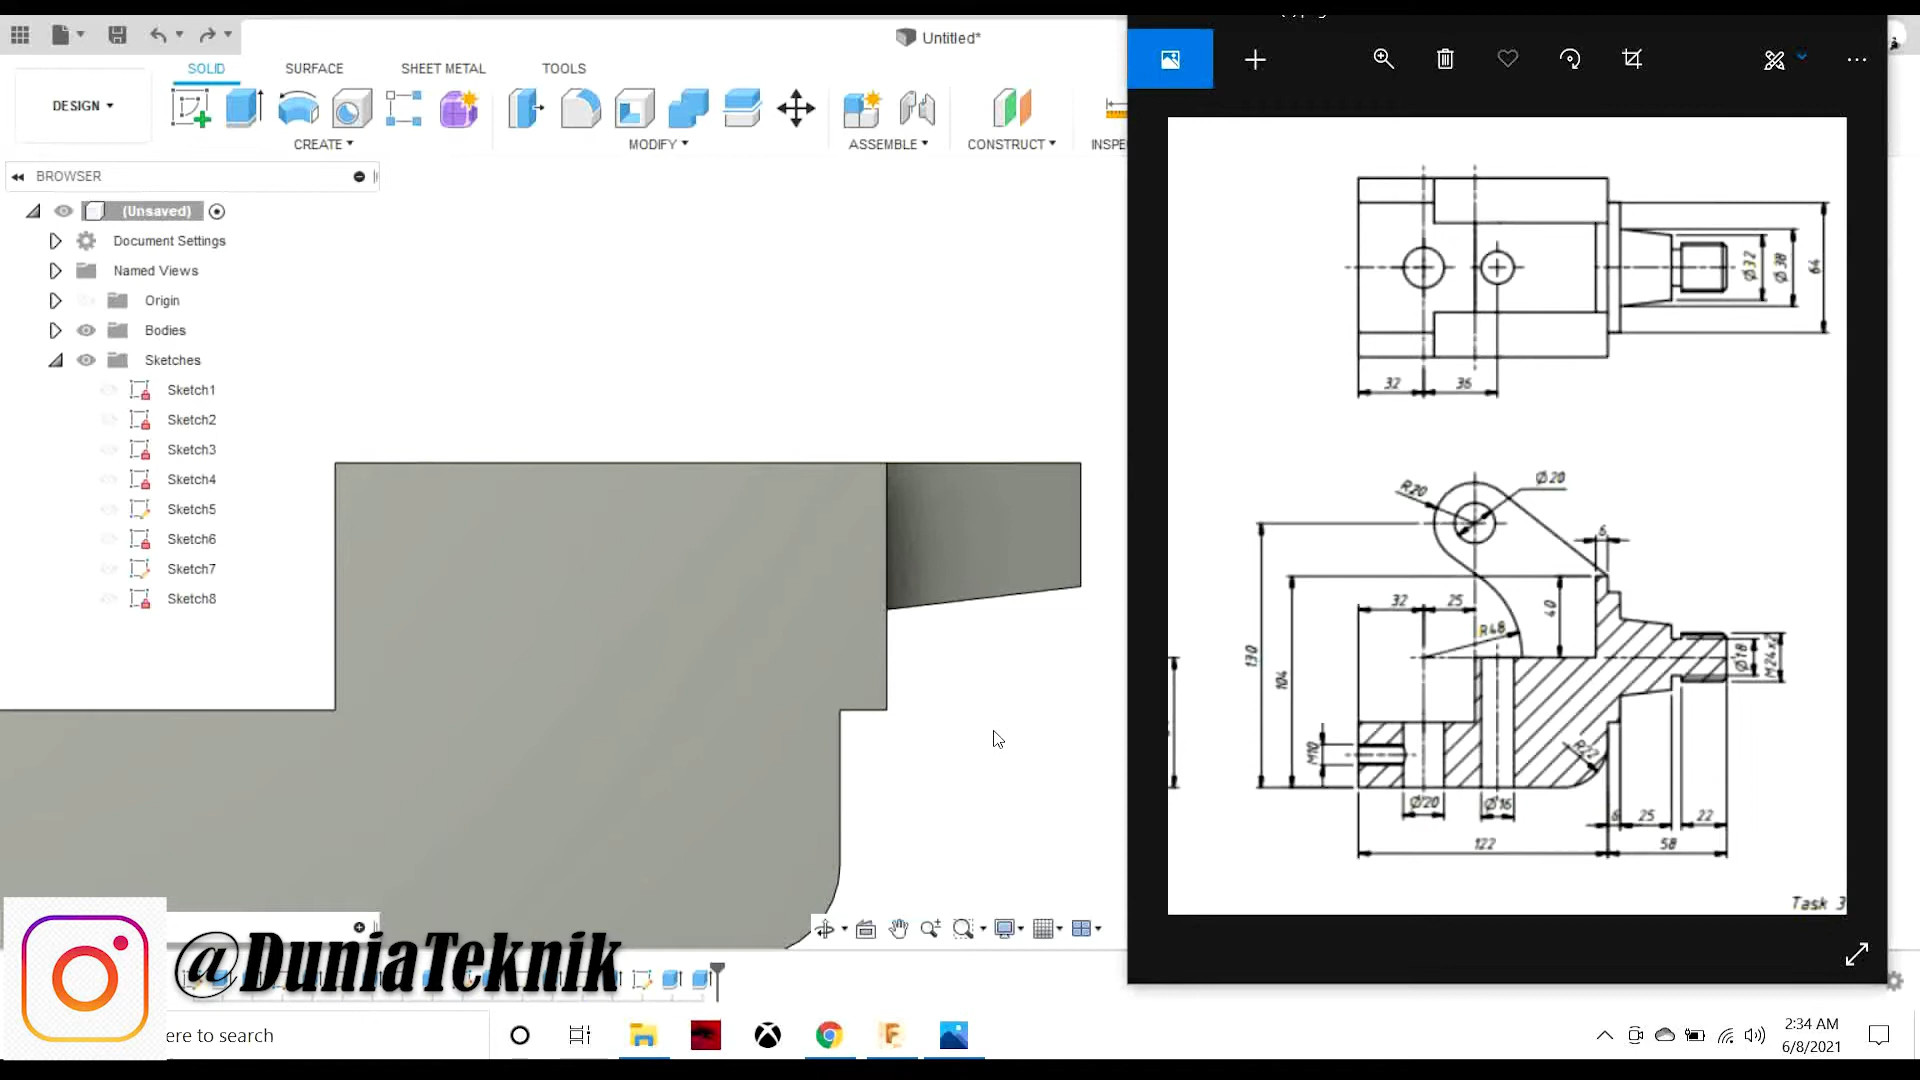 Untitled*
SOLID SURFACE SHEET METAL TOOLS
DESIGN
CREATE MODIFY ASSEMBLE CONSTRUCT INSPE
BROWSER
(Unsaved)
Document Settings
Named Views
Origin
Bodies
Sketches
Sketch1
Sketch2
Sketch3
Sketch4
Sketch5
Sketch6
Sketch7
Sketch8
Ø32
Ø38
64
32 36
R20
Ø20
6
32 25
40
R48
130
104
Ø18
M24x2
M10
R22
Ø20 Ø16
6 25 22
122 58
Task 3
@DuniaTeknik
ere to search
2:34 AM
6/8/2021